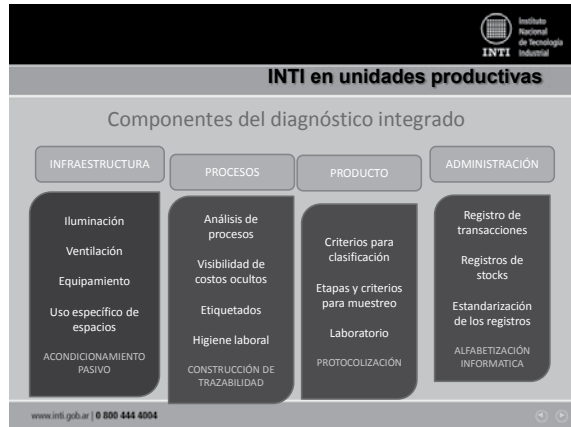 INTI
Instituto
Nacional
de Tecnología
Industrial
INTI en unidades productivas
Componentes del diagnóstico integrado
INFRAESTRUCTURA
Iluminación
Ventilación
Equipamiento
Uso específico de
espacios
ACONDICIONAMIENTO
PASIVO
PROCESOS
Análisis de
procesos
Visibilidad de
costos ocultos
Etiquetados
Higiene laboral
CONSTRUCCIÓN DE
TRAZABILIDAD
PRODUCTO
Criterios para
clasificación
Etapas y criterios
para muestreo
Laboratorio
PROTOCOLIZACIÓN
ADMINISTRACIÓN
Registro de
transacciones
Registros de
stocks
Estandarización
de los registros
ALFABETIZACIÓN
INFORMATICA
www.inti.gob.ar | 0 800 444 4004